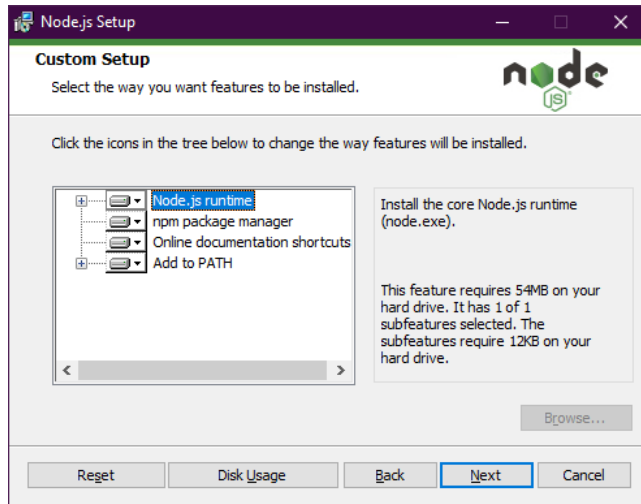 Node.js Setup
Custom Setup
Select the way you want features to be installed.
node
JS
Click the icons in the tree below to change the way features will be installed.
Node.js runtime
npm package manager
Online documentation shortcuts
Add to PATH
Install the core Node.js runtime
(node.exe).
This feature requires 54MB on your
hard drive. It has 1 of 1
subfeatures selected. The
subfeatures require 12KB on your
hard drive.
Browse...
Reset Disk Usage Back Next Cancel